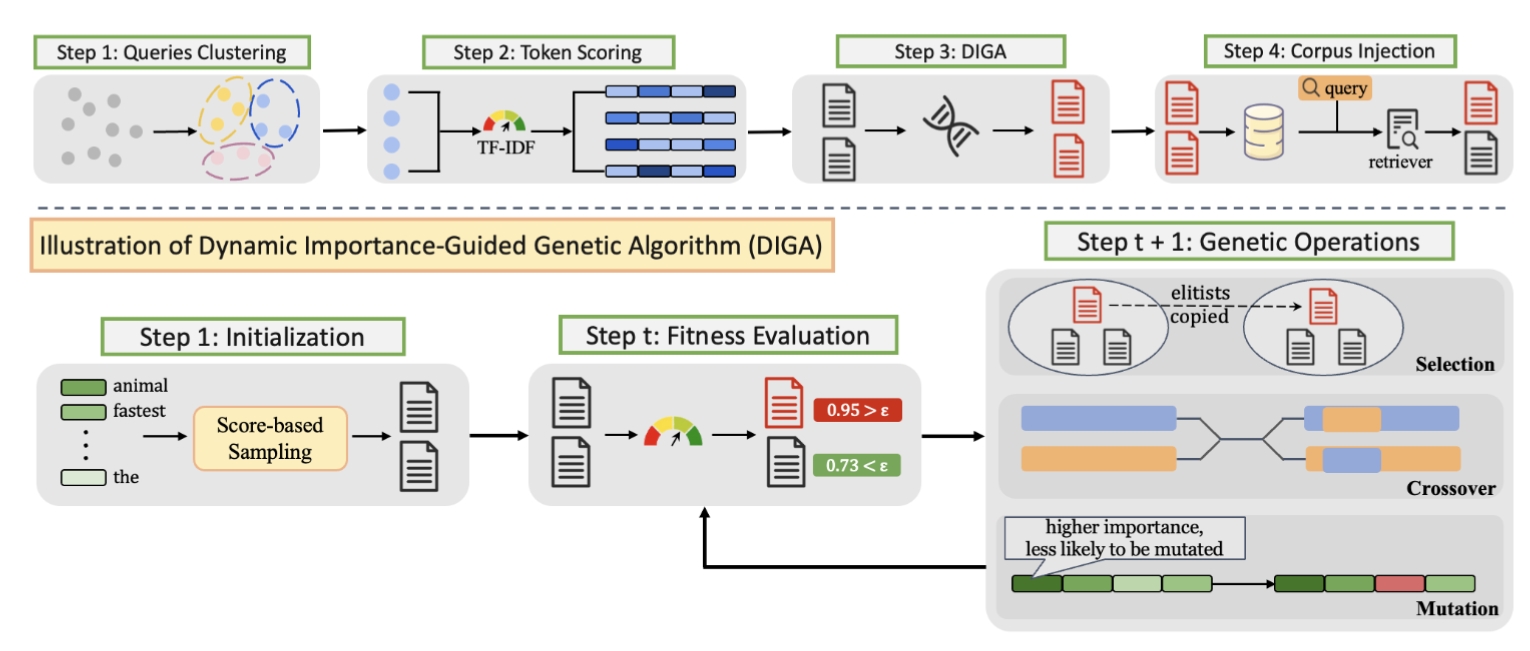 Step 1: Queries Clustering
Step 2: Token Scoring
Step 3: DIGA
Step 4: Corpus Injection
TF-IDF
query
retriever
Illustration of Dynamic Importance-Guided Genetic Algorithm (DIGA)
Step 1: Initialization
animal
fastest
the
Score-based
Sampling
Step t: Fitness Evaluation
0.95 > ε
0.73 < ε
Step t + 1: Genetic Operations
elitists
copied
Selection
Crossover
higher importance,
less likely to be mutated
Mutation